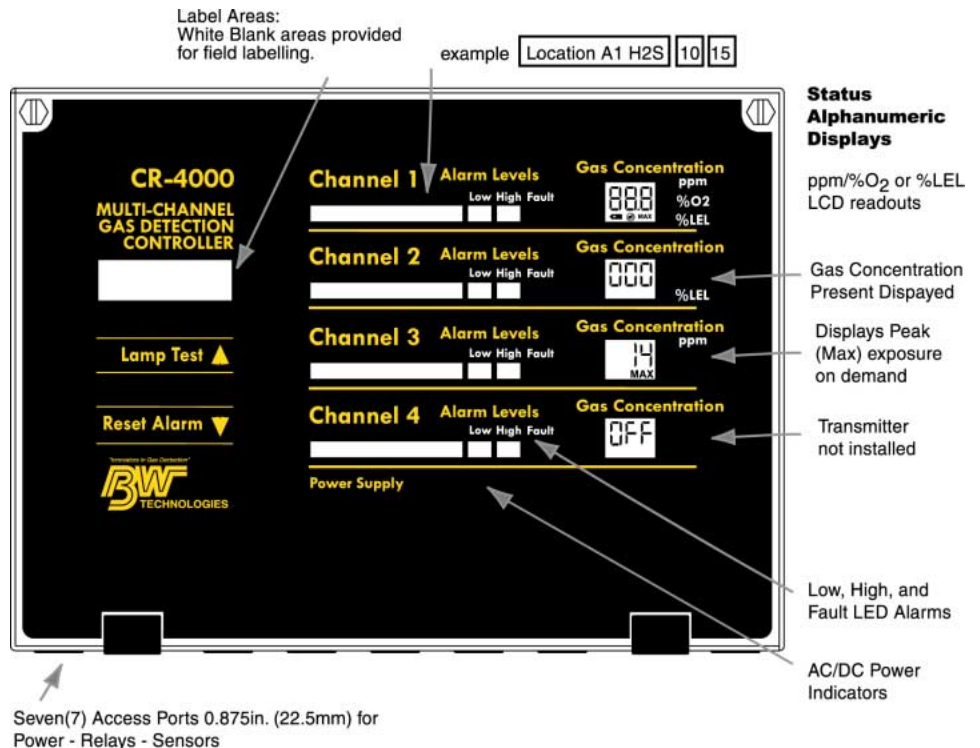 Label Areas:
White Blank areas provided
for field labelling.
example Location A1 H2S 10 15
Status
Alphanumeric
Displays
ppm/%O2 or %LEL
LCD readouts
CR-4000
MULTI-CHANNEL
GAS DETECTION
CONTROLLER
Lamp Test
Reset Alarm
"Innovators in Gas Detection"
BW
TECHNOLOGIES
Channel 1 Alarm Levels Gas Concentration
Low High Fault
88.8
MAX
ppm
%O2
%LEL
Channel 2 Alarm Levels Gas Concentration
Low High Fault
000
%LEL
Channel 3 Alarm Levels Gas Concentration
Low High Fault
14
MAX
ppm
Channel 4 Alarm Levels Gas Concentration
Low High Fault
OFF
Power Supply
Gas Concentration
Present Dispayed
Displays Peak
(Max) exposure
on demand
Transmitter
not installed
Low, High, and
Fault LED Alarms
AC/DC Power
Indicators
Seven(7) Access Ports 0.875in. (22.5mm) for
Power - Relays - Sensors